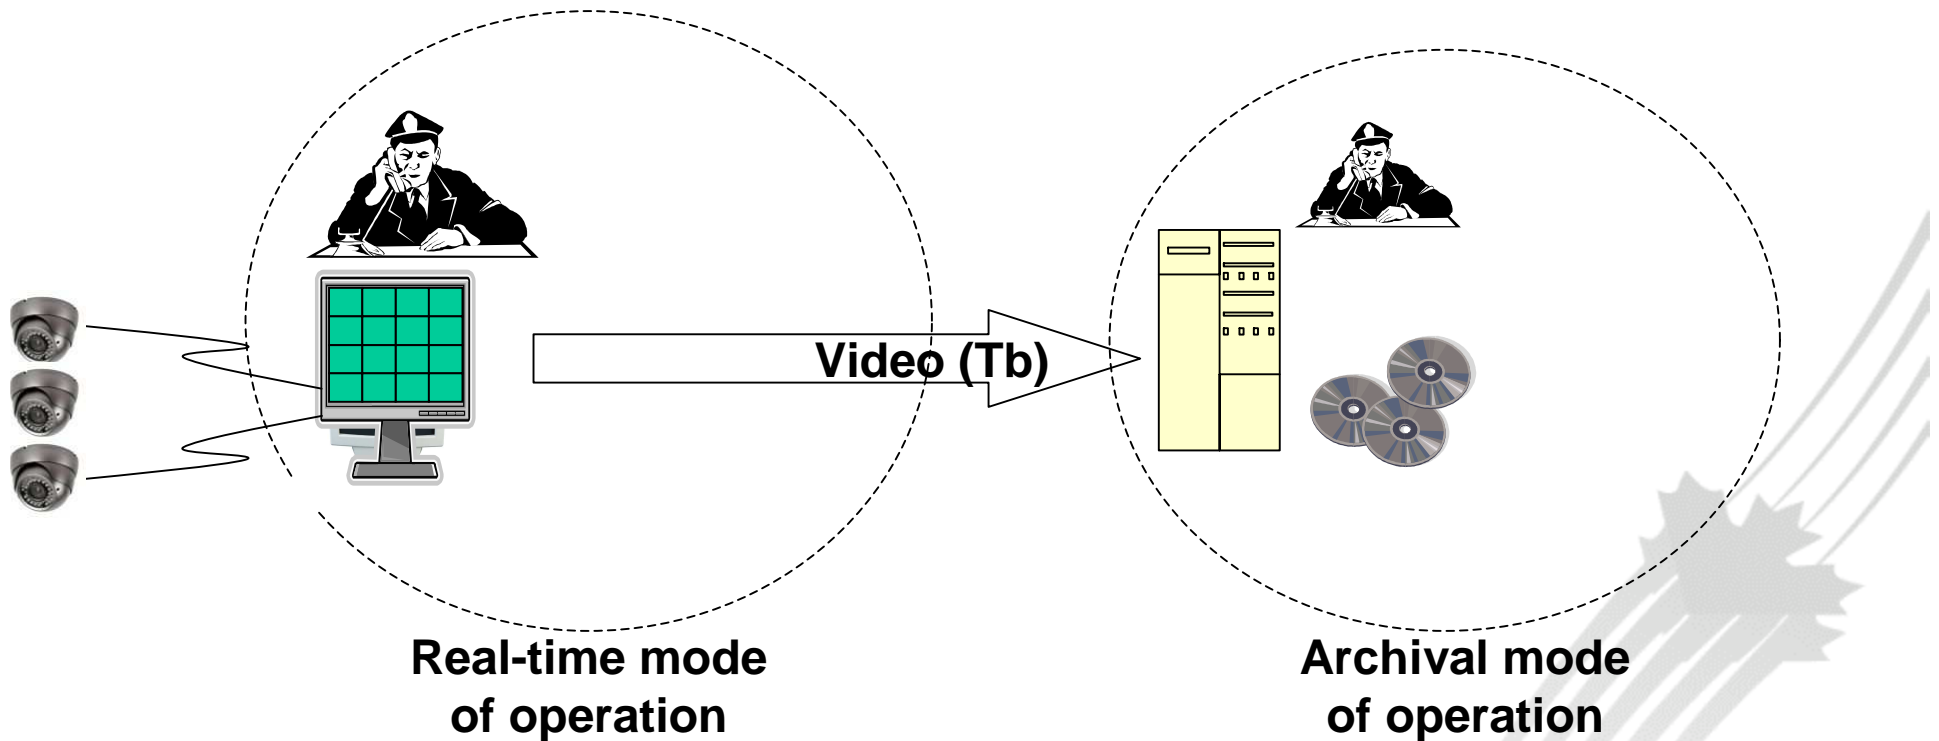 Video (Tb)
Real-time mode
of operation
Archival mode
of operation